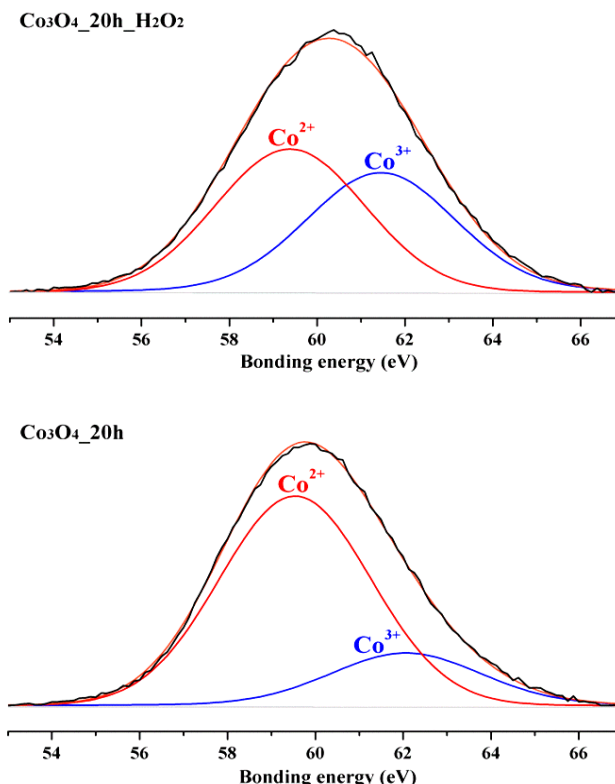 Co₃O₄_20h_H₂O₂
Co²⁺
Co³⁺
54 56 58 60 62 64 66
Bonding energy (eV)
Co₃O₄_20h
Co²⁺
Co³⁺
52 54 56 58 60 62 64 66
Bonding energy (eV)